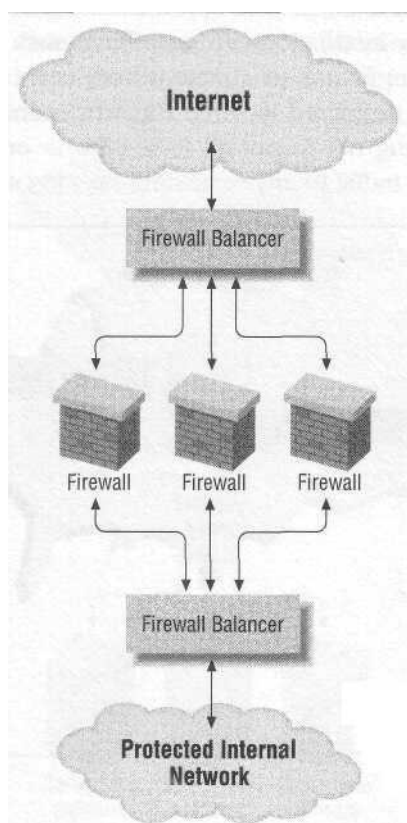 Internet
Firewall Balancer
Firewall
Firewall
Firewall
Firewall Balancer
Protected Internal
Network